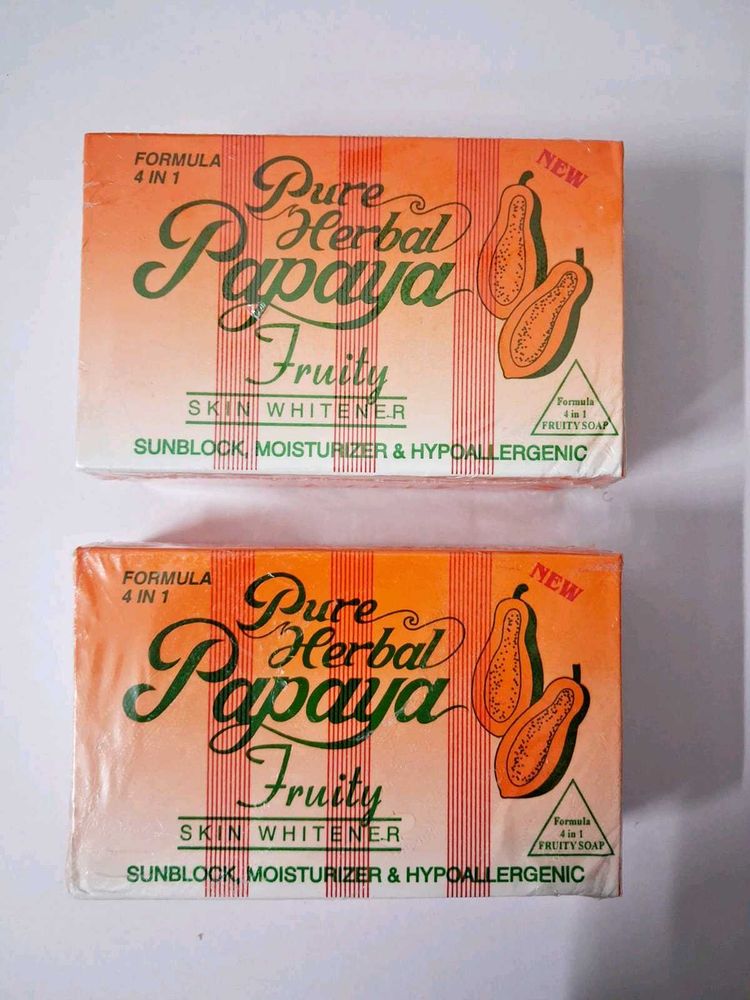 FORMULA
4 IN 1
NEW
Pure
Herbal
Papaya
Fruity
SKIN WHITENER
Formula
4 in 1
FRUITY SOAP
SUNBLOCK, MOISTURIZER & HYPOALLERGENIC
FORMULA
4 IN 1
NEW
Pure
Herbal
Papaya
Fruity
SKIN WHITENER
Formula
4 in 1
FRUITY SOAP
SUNBLOCK, MOISTURIZER & HYPOALLERGENIC